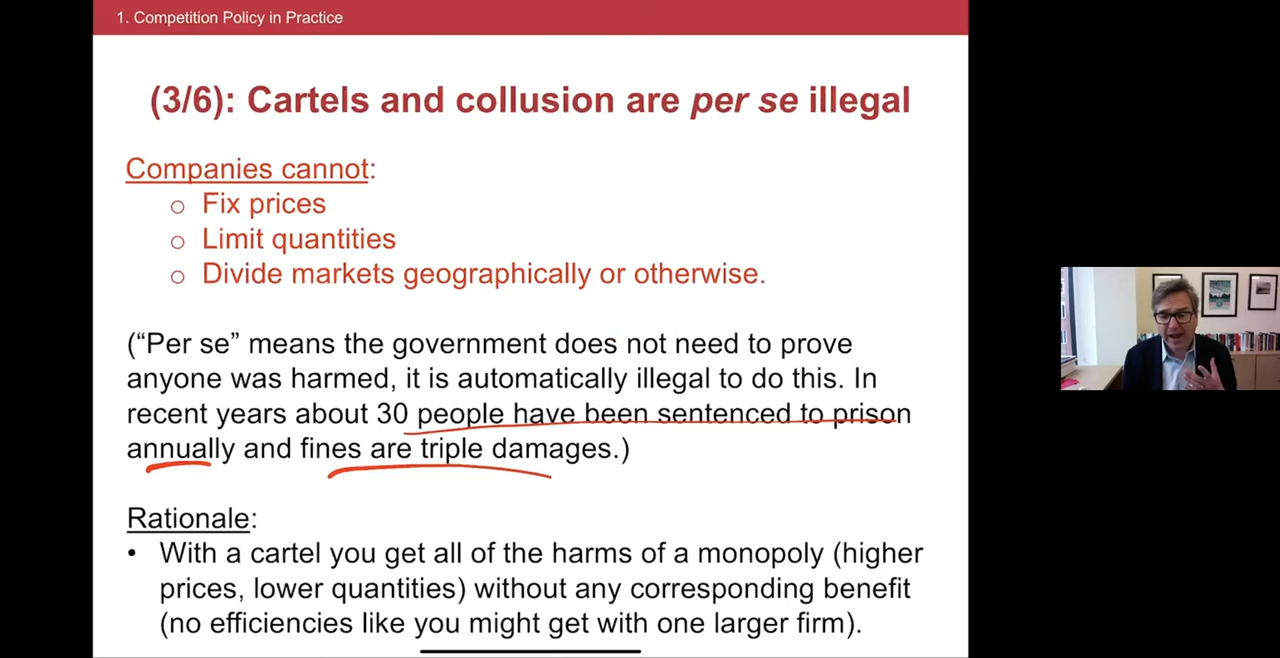 1. Competition Policy in Practice
(3/6): Cartels and collusion are per se illegal
Companies cannot:
o Fix prices
o Limit quantities
o Divide markets geographically or otherwise.
(“Per se” means the government does not need to prove
anyone was harmed, it is automatically illegal to do this. In
recent years about 30 people have been sentenced to prison
annually and fines are triple damages.)
Rationale:
• With a cartel you get all of the harms of a monopoly (higher
prices, lower quantities) without any corresponding benefit
(no efficiencies like you might get with one larger firm).